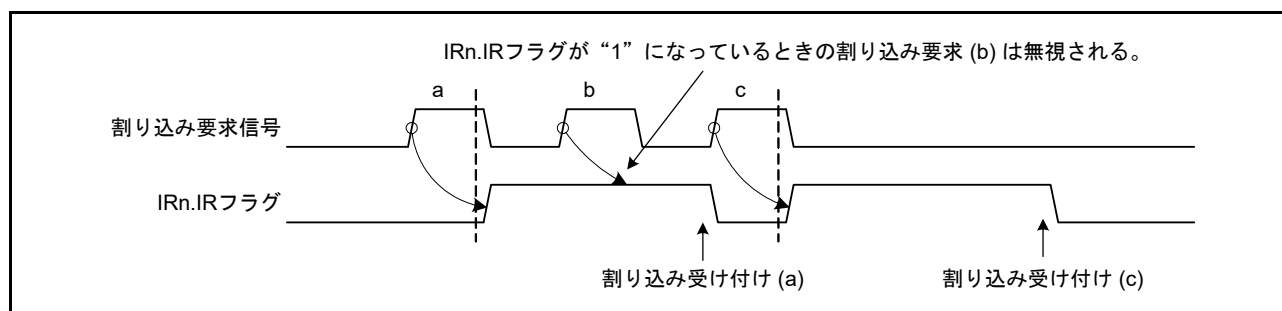 IRn.IRフラグが“1”になっているときの割り込み要求 (b) は無視される。
a
b
c
割り込み要求信号
IRn.IRフラグ
割り込み受け付け (a)
割り込み受け付け (c)